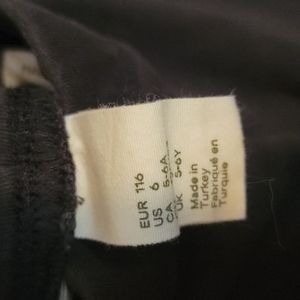 EUR 116
US 6
CA 5-6A
UK 5-6Y
Made in
Turkey
Fabriqué en
Turquie